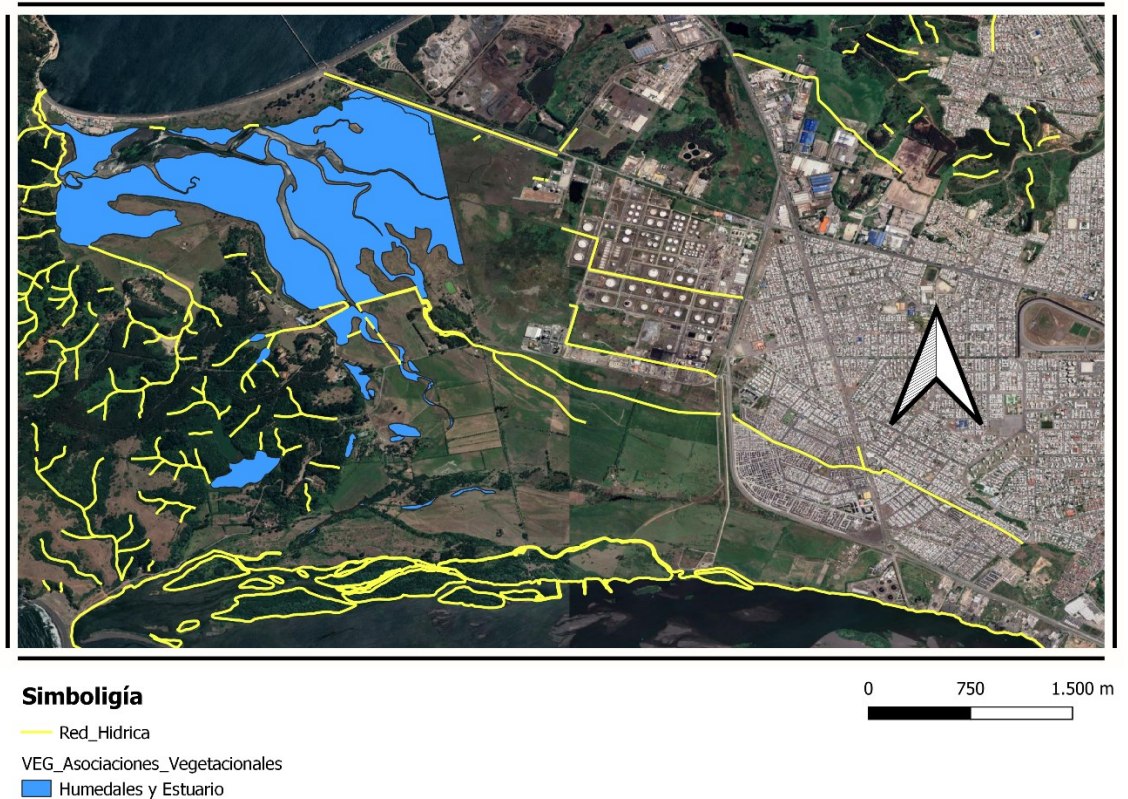 Simboligía
Red_Hidrica
VEG_Asociaciones_Vegetacionales
Humedales y Estuario
0 750 1.500 m